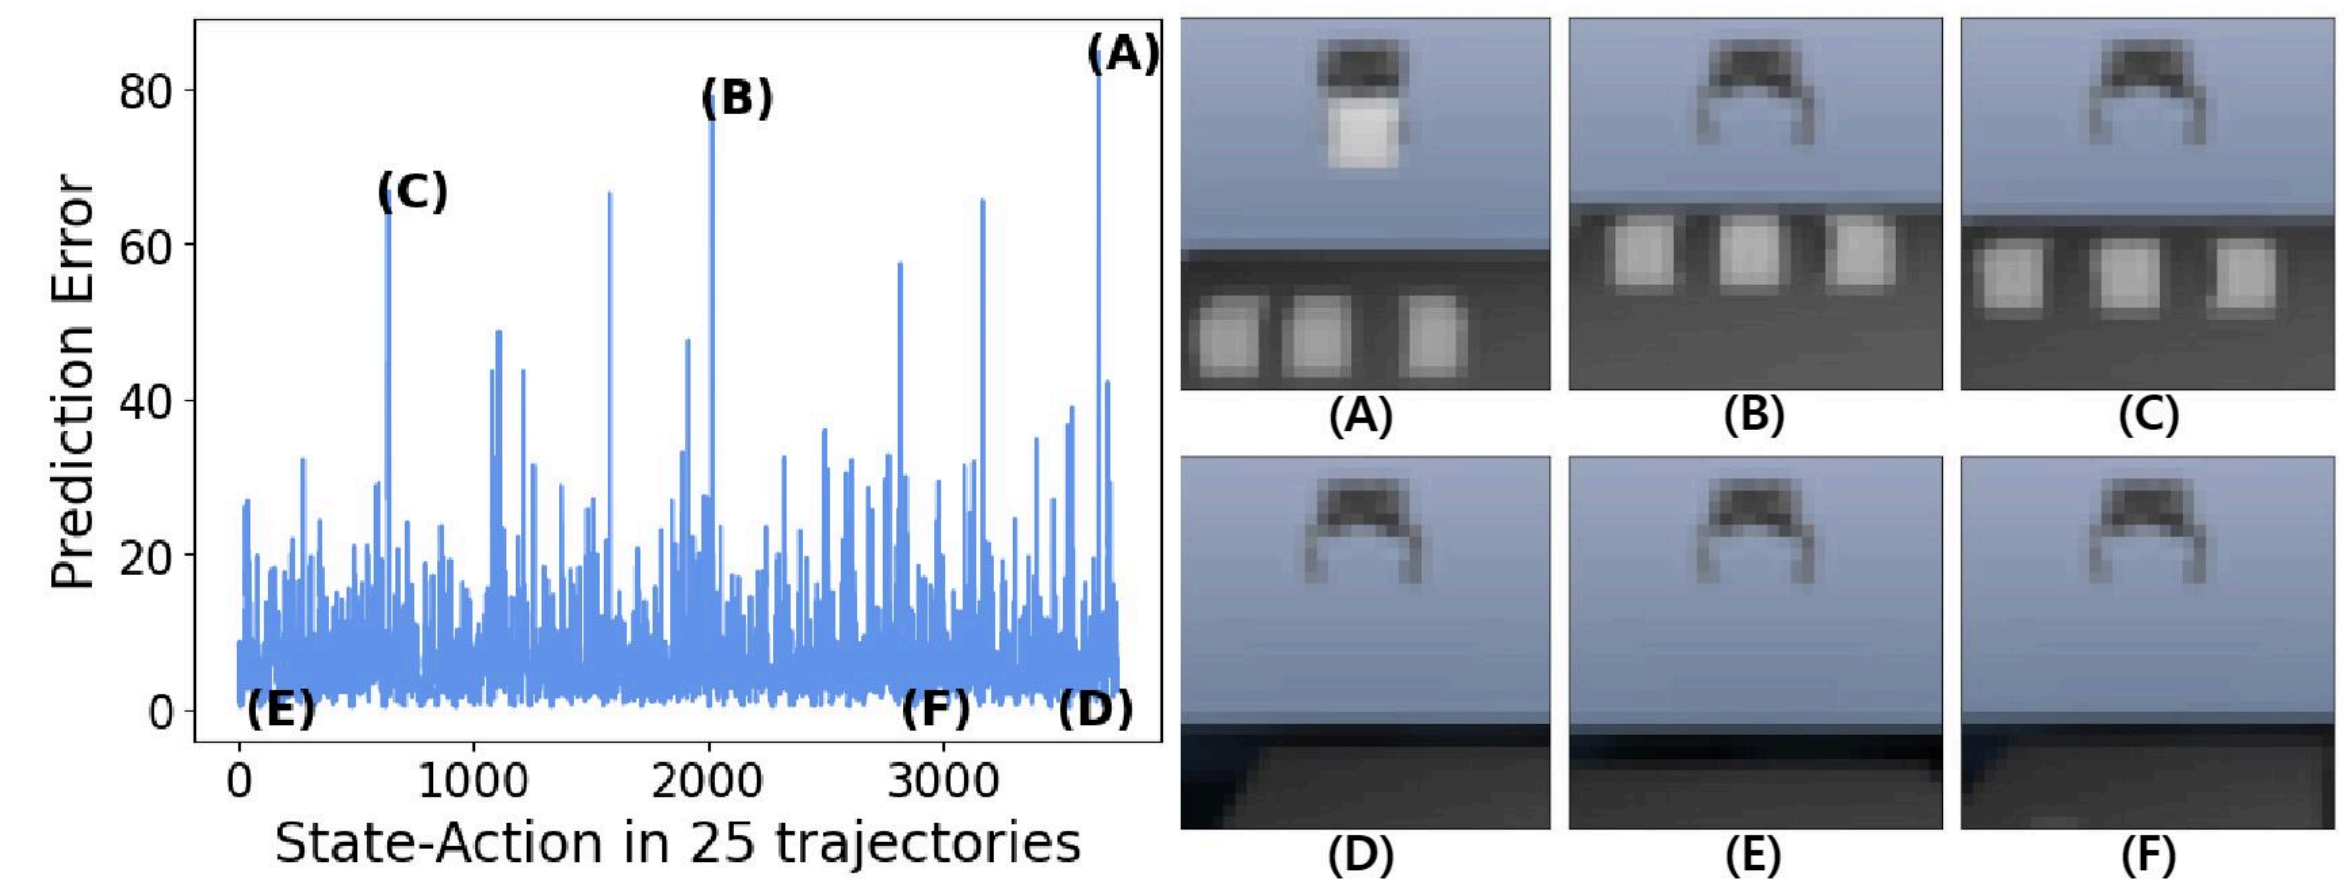 Prediction Error
80
60
40
20
0
(A)
(B)
(C)
(E)
(F)
(D)
0
1000
2000
3000
State-Action in 25 trajectories
(A)
(B)
(C)
(D)
(E)
(F)